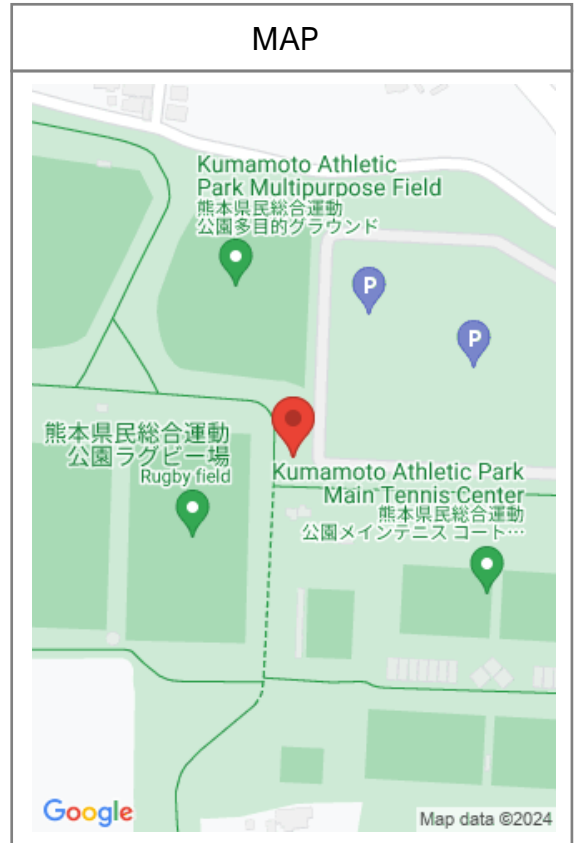 MAP
Kumamoto Athletic
Park Multipurpose Field
熊本県民総合運動
公園多目的グラウンド
P
P
熊本県民総合運動
公園ラグビー場
Rugby field
Kumamoto Athletic Park
Main Tennis Center
熊本県民総合運動
公園メインテニス コート…
Google
Map data ©2024